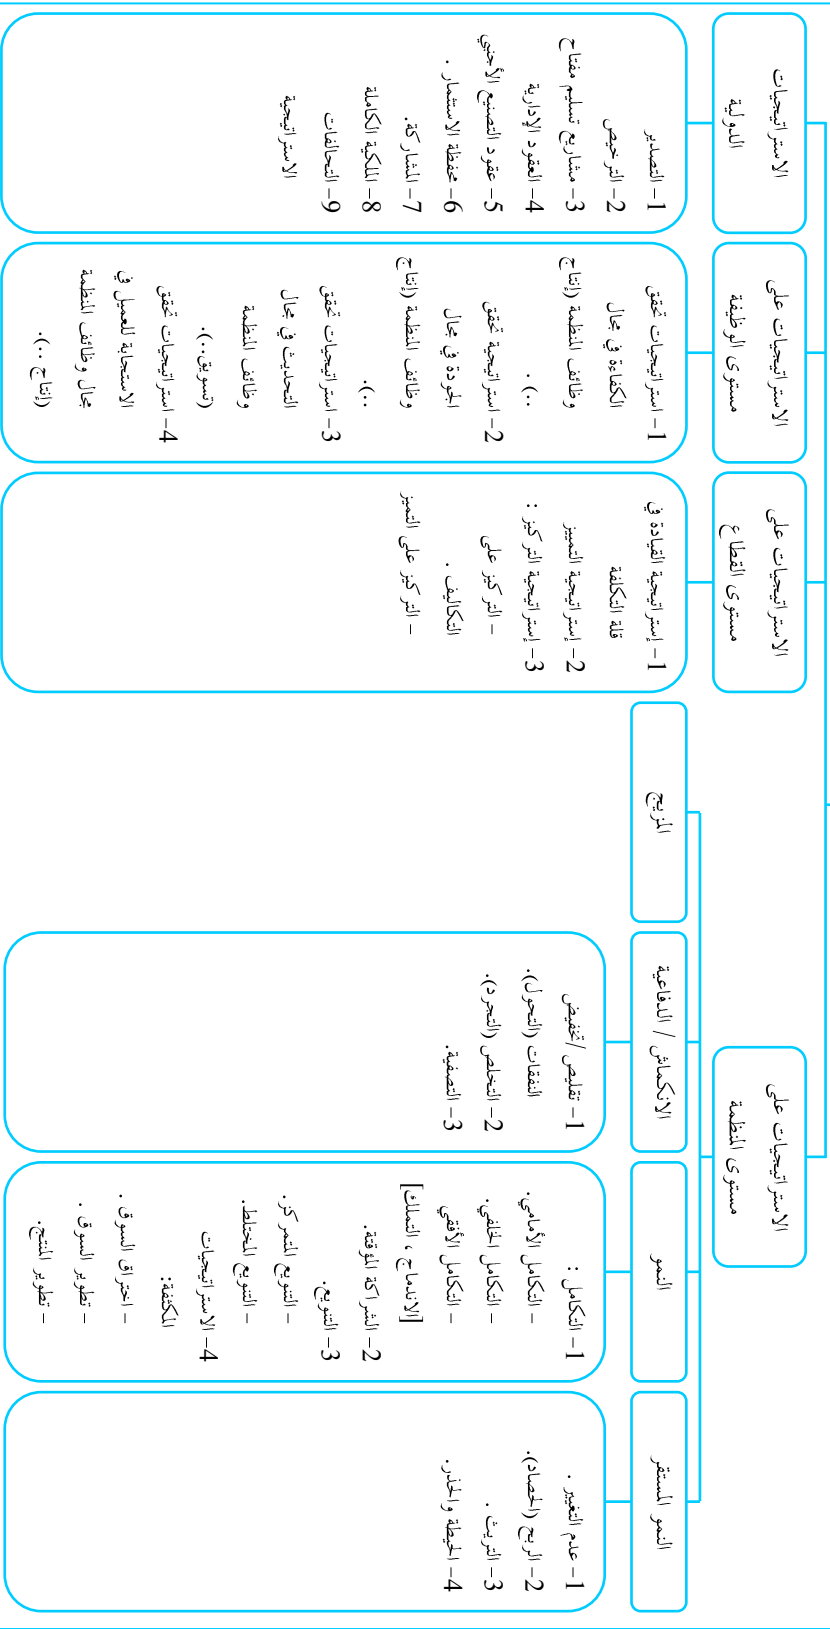 الاستراتيجيات على
مستوى المنظمة
النمو المستقر
1- عدم التغيير .
2- الربح (الحصاد).
3- التريث .
4- الحيطة والحذر.
النمو
1- التكامل :
- التكامل الأمامي.
- التكامل الخلفي.
- التكامل الأفقي
[الاندماج ، التملك]
2- الشراكة المؤقتة.
3- التنويع.
- التنويع المتمركز.
- التنويع المختلط.
4- الاستراتيجيات
المكثفة:
- اختراق السوق .
- تطوير السوق .
- تطوير المنتج.
الانكماش / الدفاعية
1- تقليص /تخفيض
النفقات (التحول).
2- التخلص (التجرد).
3- التصفية.
المزيج
الاستراتيجيات على
مستوى القطاع
1- إستراتيجية القيادة في
قلة التكلفة
2- إستراتيجية التمييز
3- إستراتيجية التركيز :
- التركيز على
التكاليف .
- التركيز على التميز
الاستراتيجيات على
مستوى الوظيفة
1- استراتيجيات تحقق
الكفاءة في مجال
وظائف المنظمة (إنتاج
..) .
2- استراتيجية تحقق
الجودة في مجال
وظائف المنظمة (إنتاج
..).
3- استراتيجيات تحقق
التحديث في مجال
وظائف المنظمة
(تسويق..).
4- استراتيجيات تحقق
الاستجابة للعميل في
مجال وظائف المنظمة
(إنتاج ..).
الاستراتيجيات
الدولية
1- التصدير
2- الترخيص
3- مشاريع تسليم مفتاح
4- العقود الإدارية
5- عقود التصنيع الأجنبي
6- محفظة الاستثمار .
7- المشاركة.
8- الملكية الكاملة
9- التحالفات
الاستراتيجية